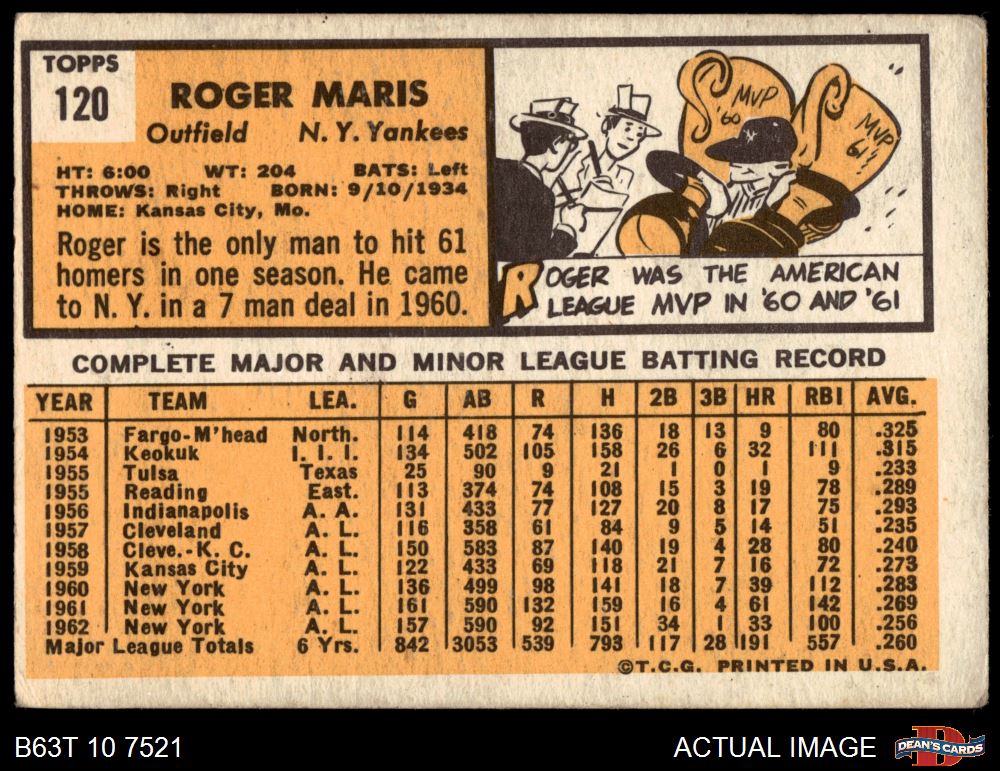 TOPPS
120
ROGER MARIS
Outfield N. Y. Yankees
HT: 6:00 WT: 204 BATS: Left
THROWS: Right BORN: 9/10/1934
HOME: Kansas City, Mo.
Roger is the only man to hit 61
homers in one season. He came
to N. Y. in a 7 man deal in 1960.
MVP
'60
MVP
61!
ROGER WAS THE AMERICAN
LEAGUE MVP IN '60 AND '61
COMPLETE MAJOR AND MINOR LEAGUE BATTING RECORD
YEAR TEAM LEA. G AB R H 2B 3B HR RBI AVG.
1953 Fargo-M'head North. 114 418 74 136 18 13 9 80 .325
1954 Keokuk I. I. I. 134 502 105 158 26 6 32 111 .315
1955 Tulsa Texas 25 90 9 21 1 0 1 9 .233
1955 Reading East. 113 374 74 108 15 3 19 78 .289
1956 Indianapolis A. A. 131 433 77 127 20 8 17 75 .293
1957 Cleveland A. L. 116 358 61 84 9 5 14 51 .235
1958 Cleve.-K. C. A. L. 150 583 87 140 19 4 28 80 .240
1959 Kansas City A. L. 122 433 69 118 21 7 16 72 .273
1960 New York A. L. 136 499 98 141 18 7 39 112 .283
1961 New York A. L. 161 590 132 159 16 4 61 142 .269
1962 New York A. L. 157 590 92 151 34 1 33 100 .256
Major League Totals 6 Yrs. 842 3053 539 793 117 28 191 557 .260
©T.C.G. PRINTED IN U.S.A.
B63T 10 7521 ACTUAL IMAGE DEAN'S CARDS